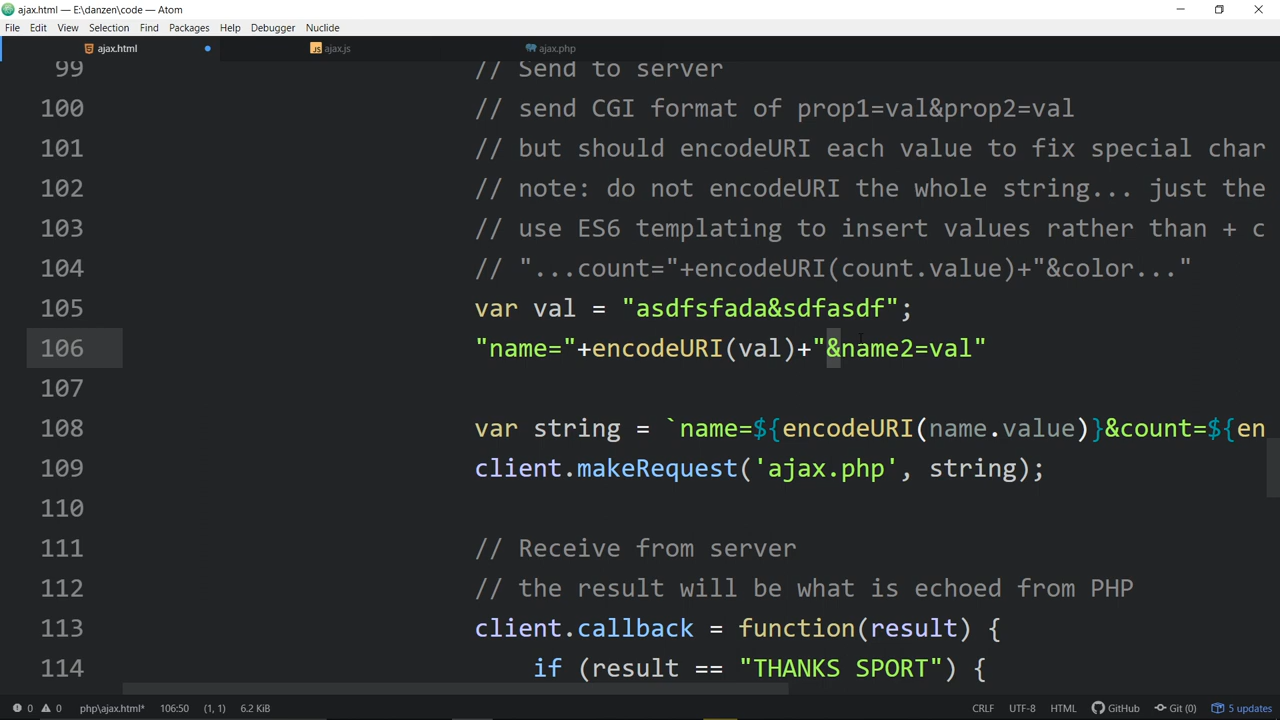 ajax.html — E:\danzen\code — Atom
File Edit View Selection Find Packages Help Debugger Nuclide
ajax.html JS ajax.js ajax.php
99 // Send to server
100 // send CGI format of prop1=val&prop2=val
101 // but should encodeURI each value to fix special char
102 // note: do not encodeURI the whole string... just the
103 // use ES6 templating to insert values rather than + c
104 // "...count="+encodeURI(count.value)+"&color..."
105 var val = "asdfsfada&sdfasdf";
106 "name="+encodeURI(val)+"&name2=val"
107
108 var string = `name=${encodeURI(name.value)}&count=${en
109 client.makeRequest('ajax.php', string);
110
111 // Receive from server
112 // the result will be what is echoed from PHP
113 client.callback = function(result) {
114 if (result == "THANKS SPORT") {
0 0 php\ajax.html* 106:50 (1, 1) 6.2 KiB CRLF UTF-8 HTML GitHub Git (0) 5 updates